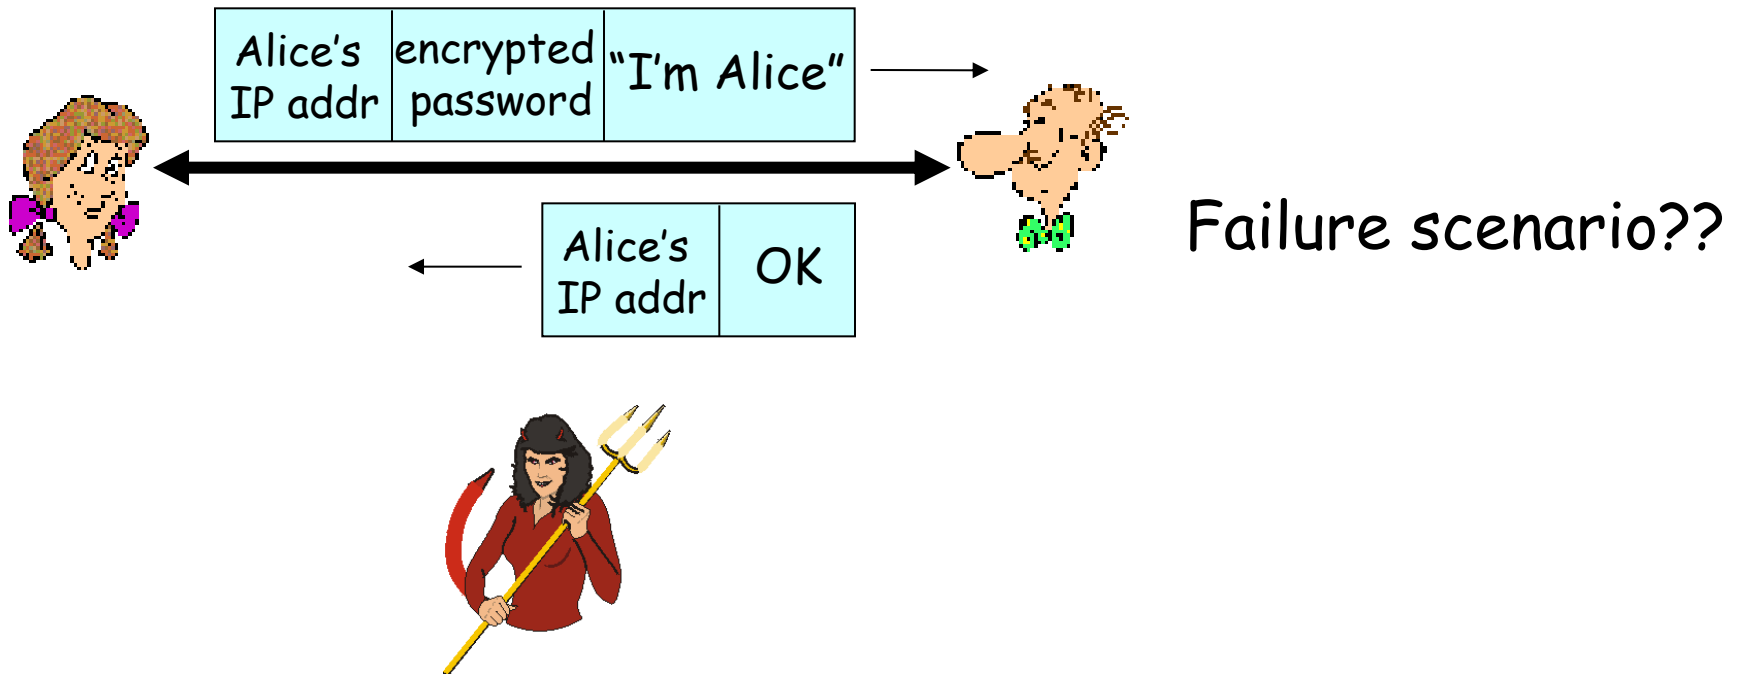 Alice’s
IP addr
encrypted
password
“I’m Alice”
Failure scenario??
Alice’s
IP addr
OK